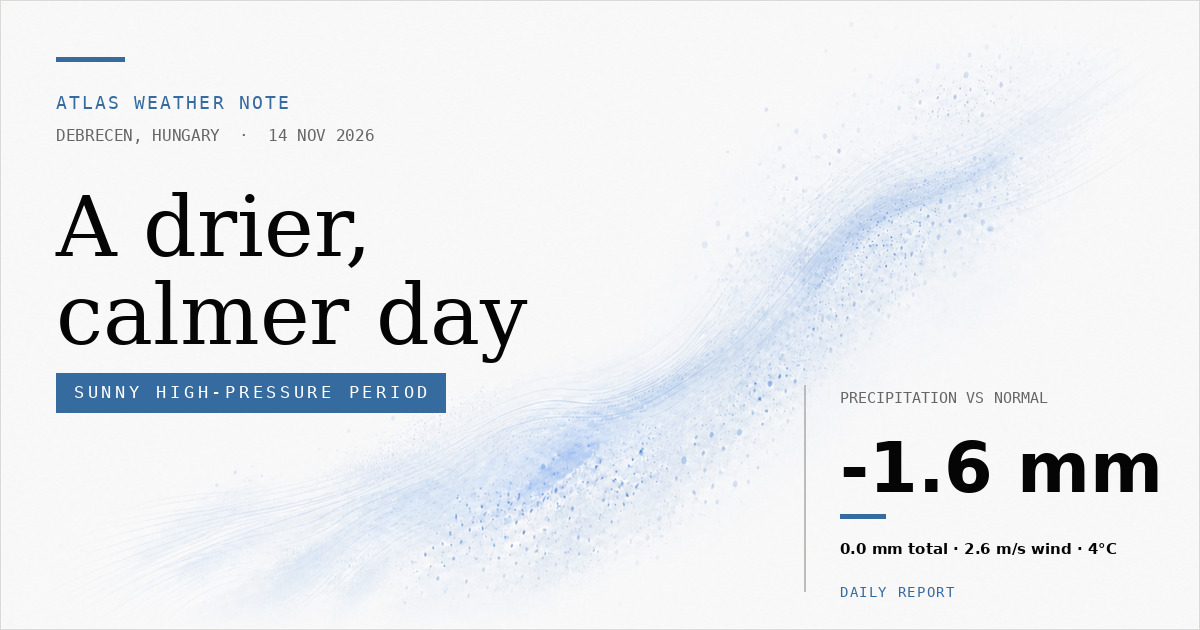 ATLAS WEATHER NOTE
DEBRECEN, HUNGARY · 14 NOV 2026
A drier,
calmer day
SUNNY HIGH-PRESSURE PERIOD
PRECIPITATION VS NORMAL
-1.6 mm
0.0 mm total · 2.6 m/s wind · 4°C
DAILY REPORT